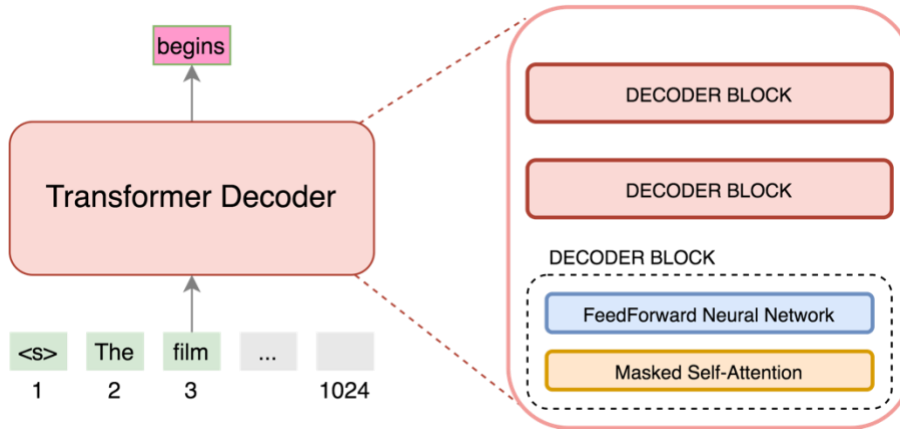 begins
Transformer Decoder
<s> The film ...
1 2 3 1024
DECODER BLOCK
DECODER BLOCK
DECODER BLOCK
FeedForward Neural Network
Masked Self-Attention